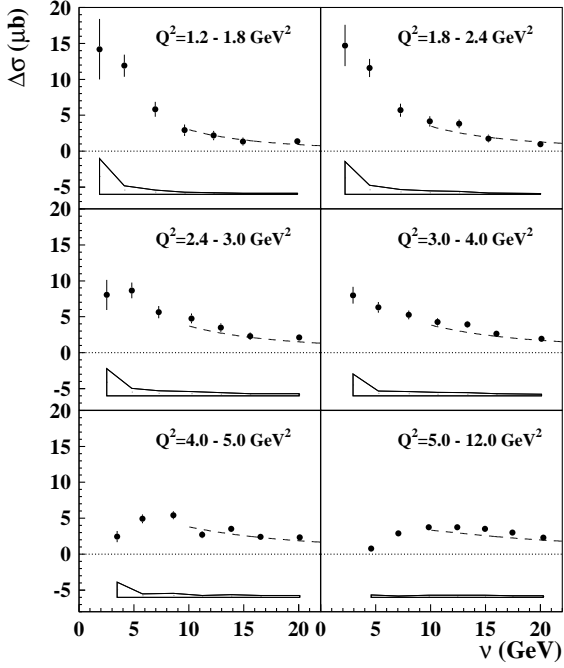 Δσ (μb)
20
15
10
5
0
-5
Q²=1.2 - 1.8 GeV²
Q²=1.8 - 2.4 GeV²
20
15
10
5
0
-5
Q²=2.4 - 3.0 GeV²
Q²=3.0 - 4.0 GeV²
20
15
10
5
0
-5
Q²=4.0 - 5.0 GeV²
Q²=5.0 - 12.0 GeV²
0 5 10 15 20 0 5 10 15 20
ν (GeV)